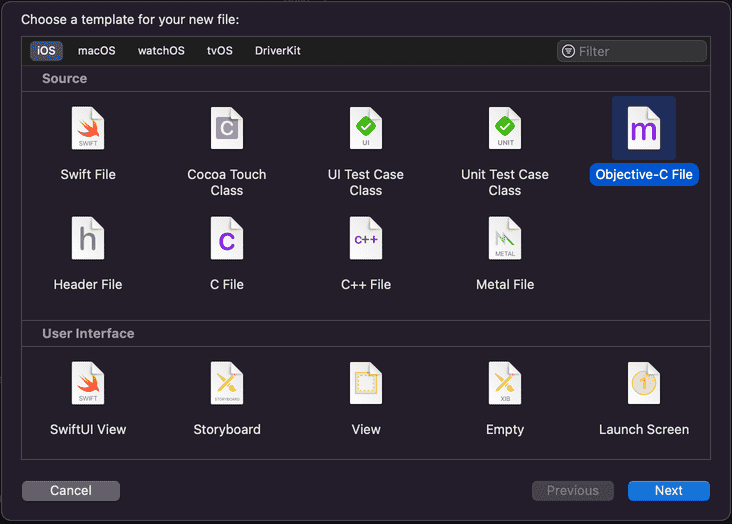 Choose a template for your new file:
iOS macOS watchOS tvOS DriverKit Filter
Source
SWIFT C UI UNIT m
Swift File Cocoa Touch Class UI Test Case Class Unit Test Case Class Objective-C File
h C C++ METAL
Header File C File C++ File Metal File
User Interface
SWIFT STORYBOARD XIB 1
SwiftUI View Storyboard View Empty Launch Screen
Cancel Previous Next